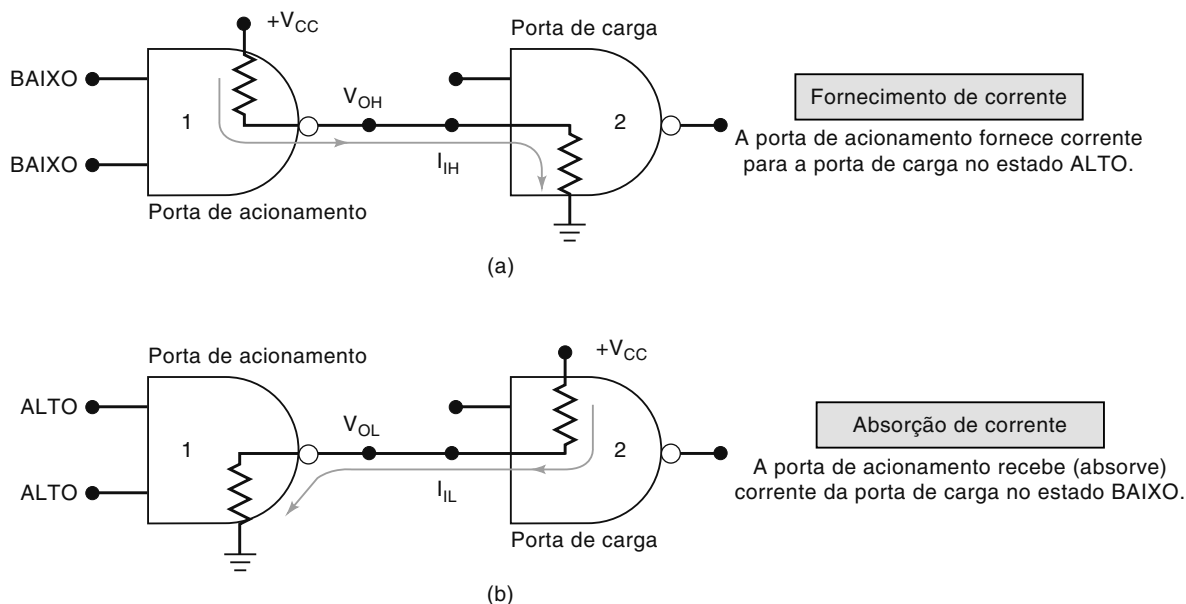 +VCC
Porta de carga
BAIXO
VOH
Fornecimento de corrente
1
2
A porta de acionamento fornece corrente
para a porta de carga no estado ALTO.
IIH
BAIXO
Porta de acionamento
(a)
Porta de acionamento
+VCC
ALTO
VOL
Absorção de corrente
1
2
A porta de acionamento recebe (absorve)
corrente da porta de carga no estado BAIXO.
IIL
ALTO
Porta de carga
(b)